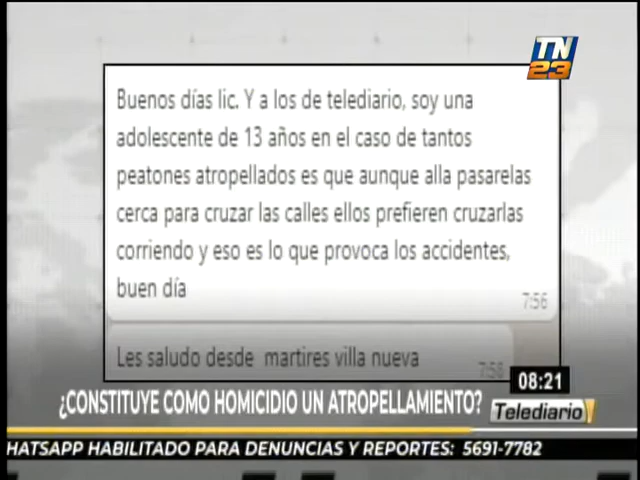 TN
23
Buenos días lic. Y a los de telediario, soy una
adolescente de 13 años en el caso de tantos
peatones atropellados es que aunque alla pasarelas
cerca para cruzar las calles ellos prefieren cruzarlas
corriendo y eso es lo que provoca los accidentes,
buen día
7:56
Les saludo desde martires villa nueva
7:58
08:21
¿CONSTITUYE COMO HOMICIDIO UN ATROPELLAMIENTO?
Telediario
HATSAPP HABILITADO PARA DENUNCIAS Y REPORTES: 5691-7782